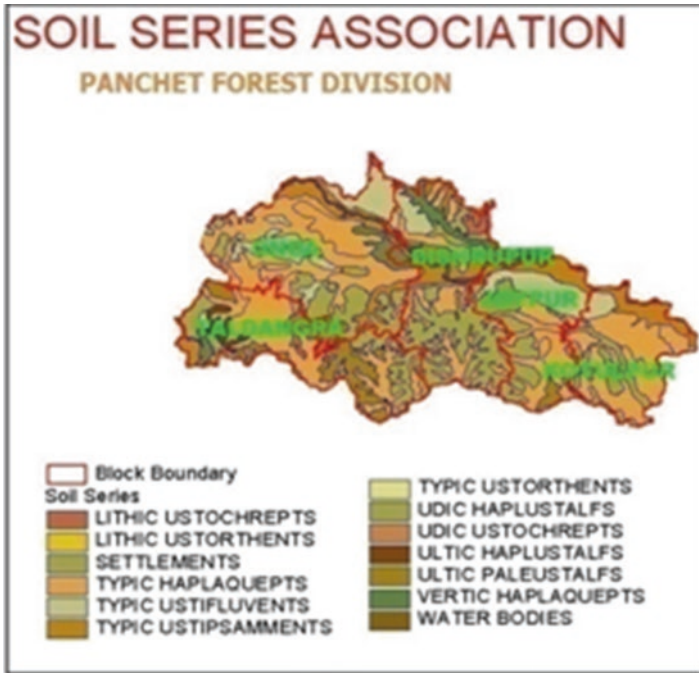 SOIL SERIES ASSOCIATION
PANCHET FOREST DIVISION
TALDANGRA
Block Boundary
Soil Series
LITHIC USTOCHREPTS
LITHIC USTORTHENTS
SETTLEMENTS
TYPIC HAPLAQUEPTS
TYPIC USTIFLUVENTS
TYPIC USTIPSAMMENTS
TYPIC USTORTHENTS
UDIC HAPLUSTALFS
UDIC USTOCHREPTS
ULTIC HAPLUSTALFS
ULTIC PALEUSTALFS
VERTIC HAPLAQUEPTS
WATER BODIES